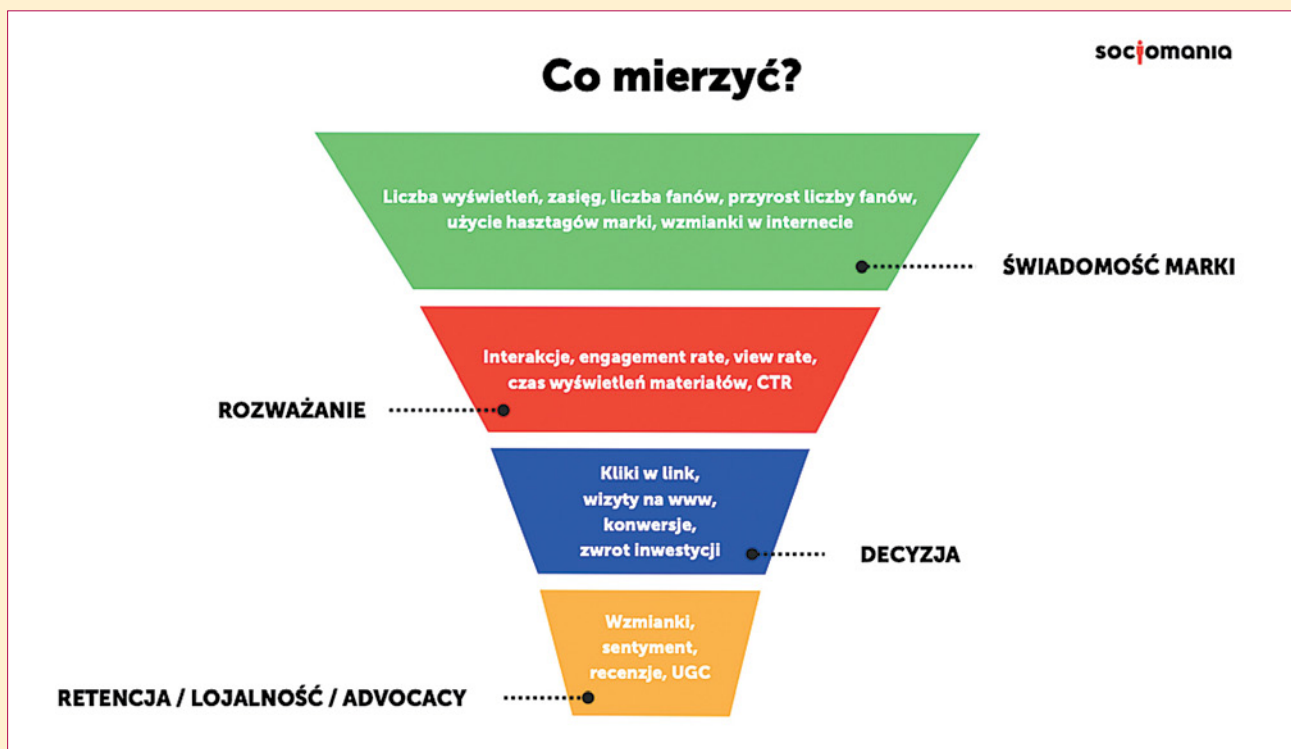 socjomania
Co mierzyć?
Liczba wyświetleń, zasięg, liczba fanów, przyrost liczby fanów,
użycie hasztagów marki, wzmianki w internecie
ŚWIADOMOŚĆ MARKI
Interakcje, engagement rate, view rate,
czas wyświetleń materiałów, CTR
ROZWAŻANIE
Kliki w link,
wizyty na www,
konwersje,
zwrot inwestycji
DECYZJA
Wzmianki,
sentyment,
recenzje, UGC
RETENCJA / LOJALNOŚĆ / ADVOCACY